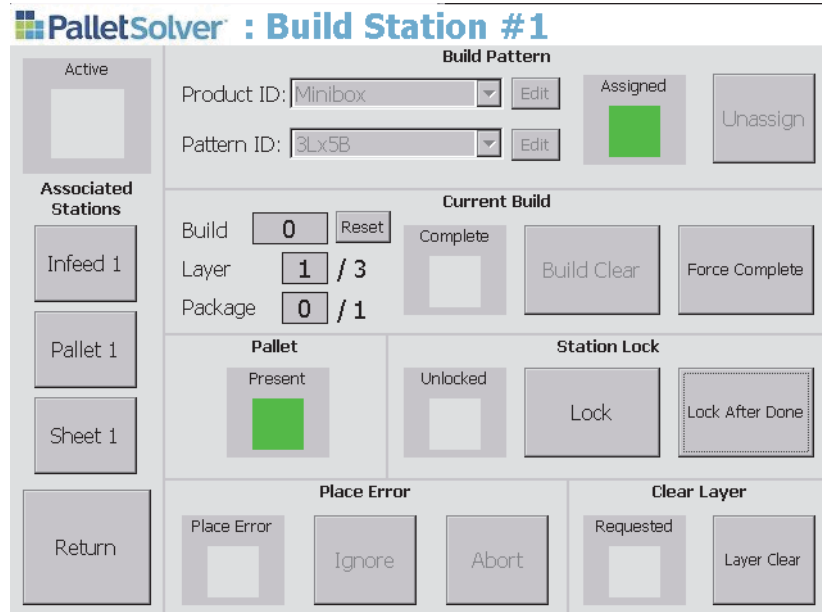 PalletSolver : Build Station #1
Active
Build Pattern
Product ID: Minibox Edit
Pattern ID: 3Lx5B Edit
Assigned
Unassign
Associated
Stations
Infeed 1
Pallet 1
Sheet 1
Return
Current Build
Build 0 Reset
Layer 1 / 3
Package 0 / 1
Complete
Build Clear
Force Complete
Pallet
Present
Station Lock
Unlocked
Lock
Lock After Done
Place Error
Place Error
Ignore
Abort
Clear Layer
Requested
Layer Clear